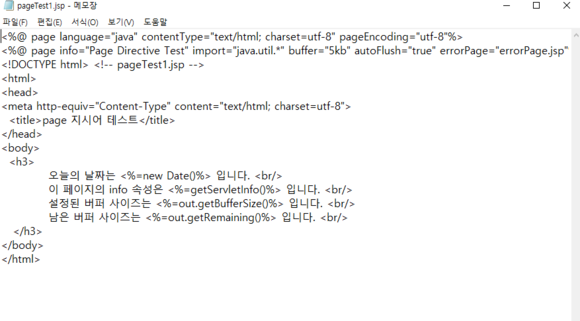 pageTest1.jsp - 메모장
파일(F) 편집(E) 서식(O) 보기(V) 도움말
<%@ page language="java" contentType="text/html; charset=utf-8" pageEncoding="utf-8"%>
<%@ page info="Page Directive Test" import="java.util.*" buffer="5kb" autoFlush="true" errorPage="errorPage.jsp"
<!DOCTYPE html> <!-- pageTest1.jsp -->
<html>
<head>
<meta http-equiv="Content-Type" content="text/html; charset=utf-8">
<title>page 지시어 테스트</title>
</head>
<body>
<h3>
오늘의 날짜는 <%=new Date()%> 입니다. <br/>
이 페이지의 info 속성은 <%=getServletInfo()%> 입니다. <br/>
설정된 버퍼 사이즈는 <%=out.getBufferSize()%> 입니다. <br/>
남은 버퍼 사이즈는 <%=out.getRemaining()%> 입니다. <br/>
</h3>
</body>
</html>